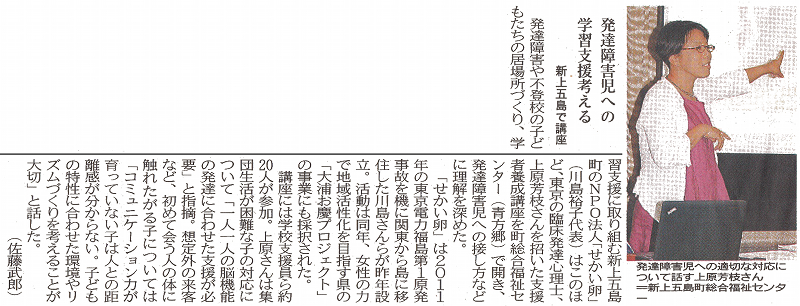 発達障害児への
学習支援考える
新上五島で講座
発達障害や不登校の子ど
もたちの居場所づくり、学
習支援に取り組む新上五島
町のＮＰＯ法人「せかい卵」
（川島裕子代表）はこのほ
ど、東京の臨床発達心理士、
上原芳枝さんを招いた支援
者養成講座を町総合福祉セ
ンター（青方郷）で開き、
発達障害児への接し方など
に理解を深めた。
「せかい卵」は２０１１
年の東京電力福島第１原発
事故を機に関東から島に移
住した川島さんらが昨年設
立。活動は同年、女性の力
で地域活性化を目指す県の
「大浦お慶プロジェクト」
の事業にも採択された。
講座には学校支援員ら約
20人が参加。上原さんは集
団生活が困難な子の対応に
ついて「一人一人の脳機能
の発達に合わせた支援が必
要」と指摘。想定外の来客
など、初めて会う人の体に
触れたがる子については
「コミュニケーション力が
育っていない子は人との距
離感が分からない。子ども
の特性に合わせた環境やリ
ズムづくりを考えることが
大切」と話した。
（佐藤武郎）
発達障害児への適切な対応に
ついて話す上原芳枝さん
＝新上五島町総合福祉センタ
ー